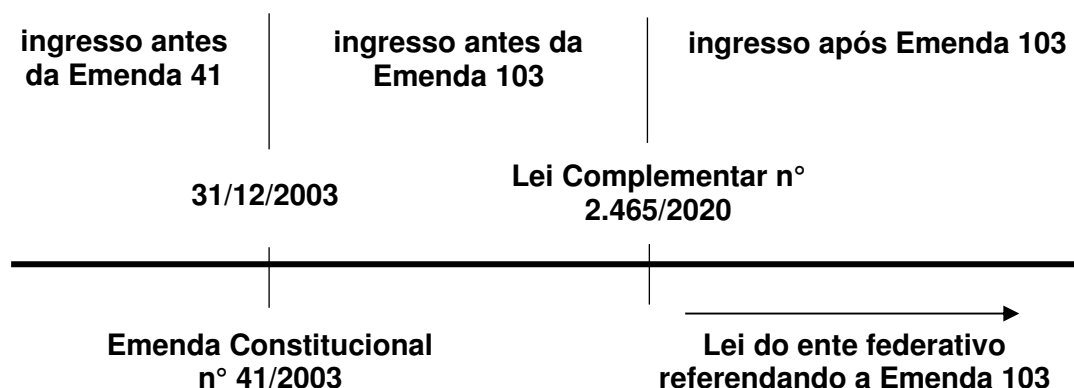 ingresso antes
da Emenda 41
ingresso antes da
Emenda 103
ingresso após Emenda 103
31/12/2003
Lei Complementar n°
2.465/2020
Emenda Constitucional
n° 41/2003
Lei do ente federativo
referendando a Emenda 103